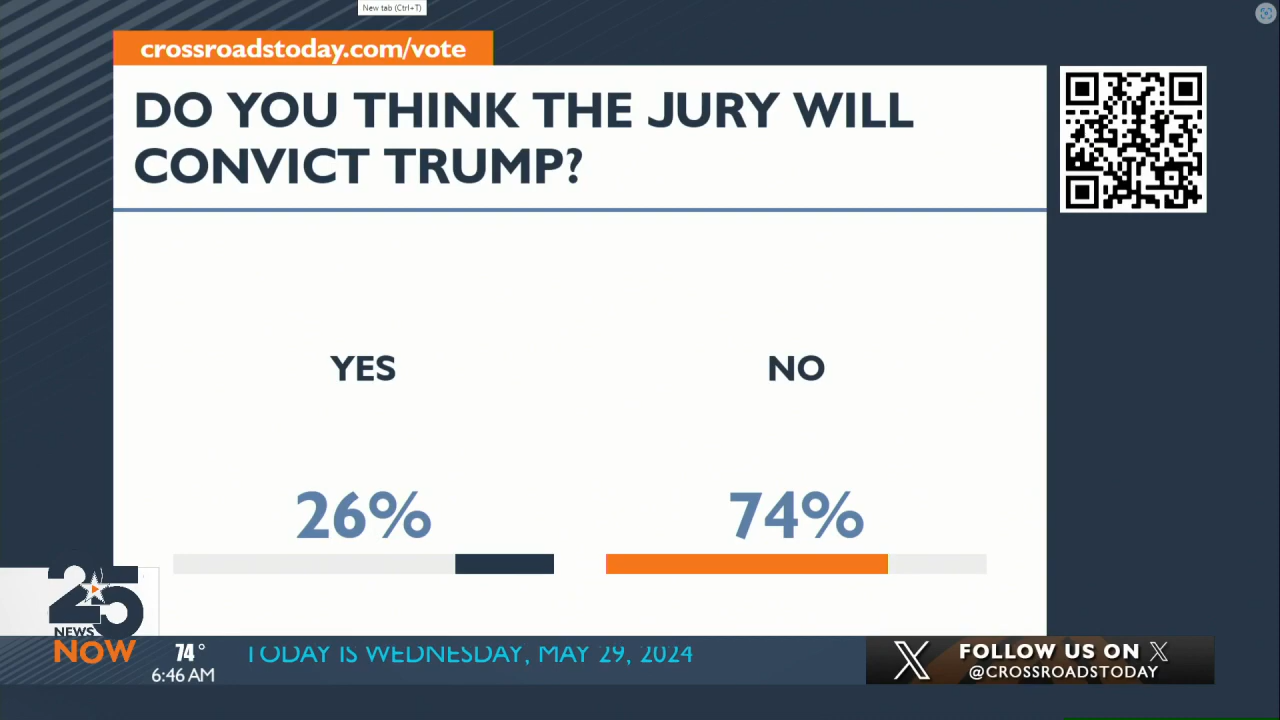 New tab (Ctrl+T)
crossroadstoday.com/vote
DO YOU THINK THE JURY WILL
CONVICT TRUMP?
YES
NO
26%
74%
25
NEWS
NOW
74°
6:46 AM
TODAY IS WEDNESDAY, MAY 29, 2024
FOLLOW US ON X
@CROSSROADSTODAY